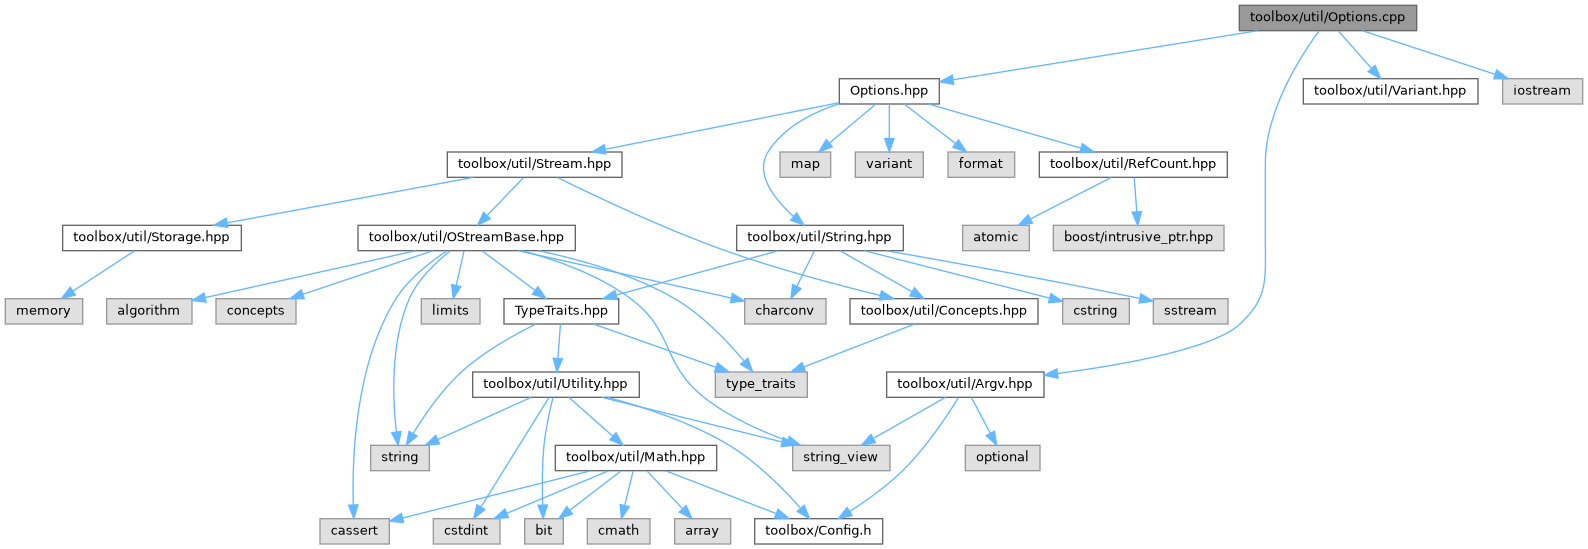 toolbox/util/Options.cpp
Options.hpp
toolbox/util/Variant.hpp
iostream
toolbox/util/Stream.hpp
map
variant
format
toolbox/util/RefCount.hpp
toolbox/util/Storage.hpp
toolbox/util/OStreamBase.hpp
toolbox/util/String.hpp
atomic
boost/intrusive_ptr.hpp
memory
algorithm
concepts
limits
TypeTraits.hpp
charconv
toolbox/util/Concepts.hpp
cstring
sstream
toolbox/util/Utility.hpp
type_traits
toolbox/util/Argv.hpp
string
toolbox/util/Math.hpp
string_view
optional
cassert
cstdint
bit
cmath
array
toolbox/Config.h